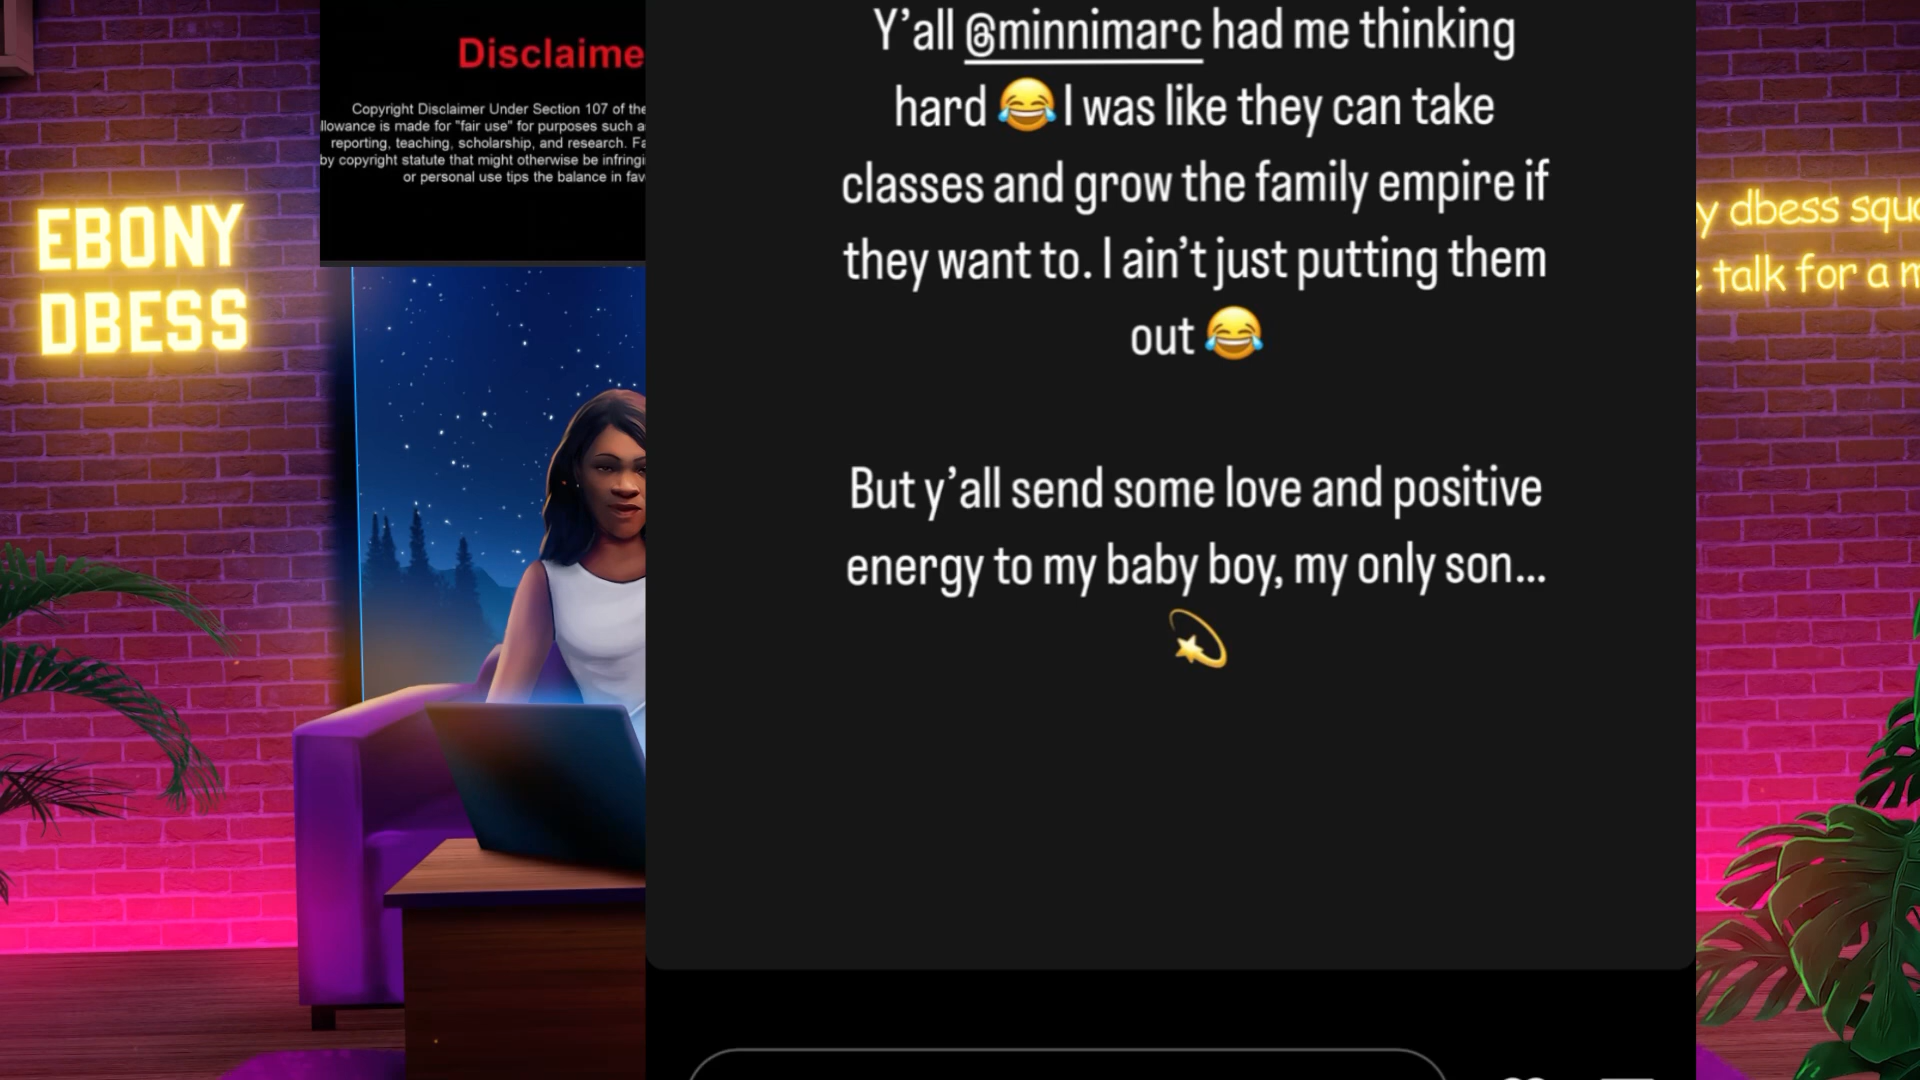 EBONY
DBESS
Disclaime
Copyright Disclaimer Under Section 107 of the
llowance is made for "fair use" for purposes such a
reporting, teaching, scholarship, and research. Fa
by copyright statute that might otherwise be infringi
or personal use tips the balance in fav
Y’all @minnimarc had me thinking
hard 😂 I was like they can take
classes and grow the family empire if
they want to. I ain’t just putting them
out 😂
But y’all send some love and positive
energy to my baby boy, my only son...
💫
y dbess squa
talk for a m